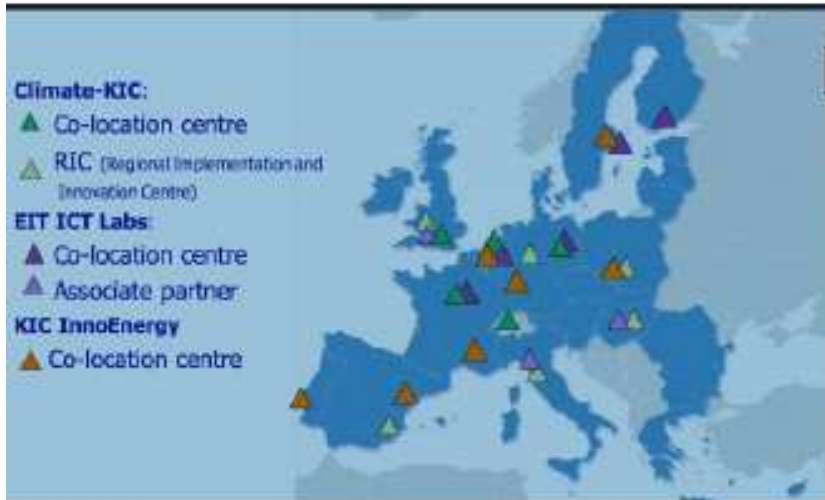 Climate-KIC:
Co-location centre
RIC (Regional Implementation and
Innovation Centre)
EIT ICT Labs:
Co-location centre
Associate partner
KIC InnoEnergy
Co-location centre